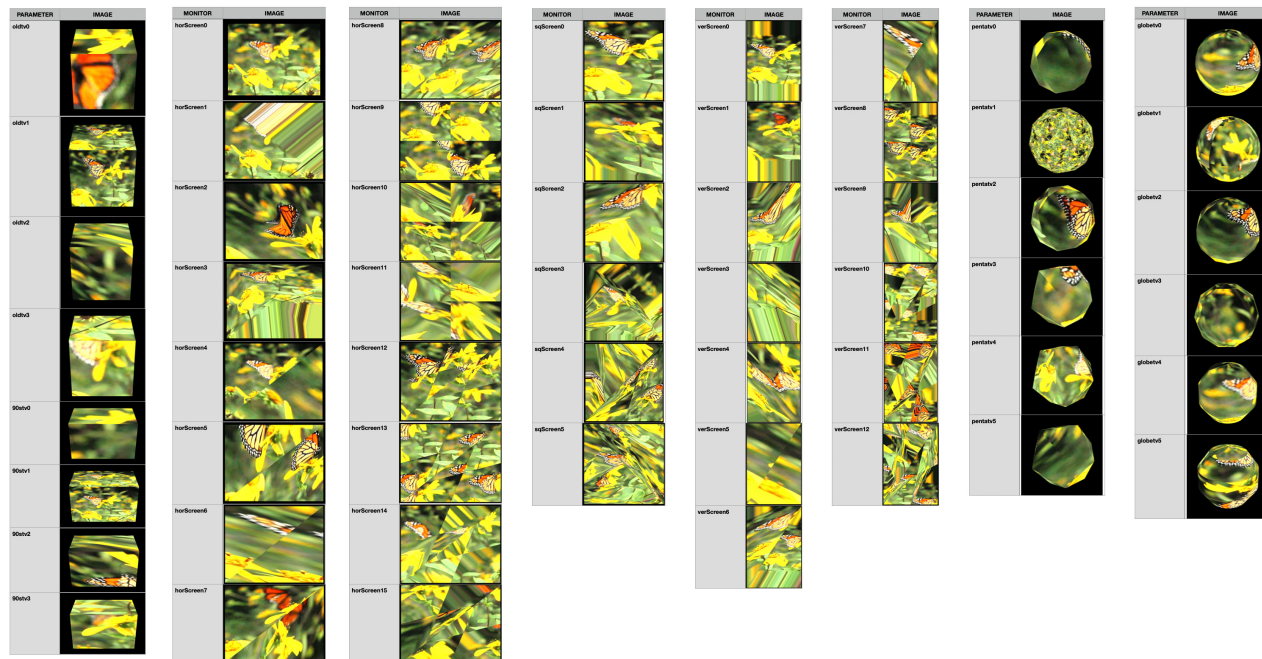 PARAMETER IMAGE
oldtv0
oldtv1
oldtv2
oldtv3
90stv0
90stv1
90stv2
90stv3
MONITOR IMAGE
horScreen0
horScreen1
horScreen2
horScreen3
horScreen4
horScreen5
horScreen6
horScreen7
MONITOR IMAGE
horScreen8
horScreen9
horScreen10
horScreen11
horScreen12
horScreen13
horScreen14
horScreen15
MONITOR IMAGE
sqScreen0
sqScreen1
sqScreen2
sqScreen3
sqScreen4
sqScreen5
MONITOR IMAGE
verScreen0
verScreen1
verScreen2
verScreen3
verScreen4
verScreen5
verScreen6
MONITOR IMAGE
verScreen7
verScreen8
verScreen9
verScreen10
verScreen11
verScreen12
PARAMETER IMAGE
pentatv0
pentatv1
pentatv2
pentatv3
pentatv4
pentatv5
PARAMETER IMAGE
globetv0
globetv1
globetv2
globetv3
globetv4
globetv5